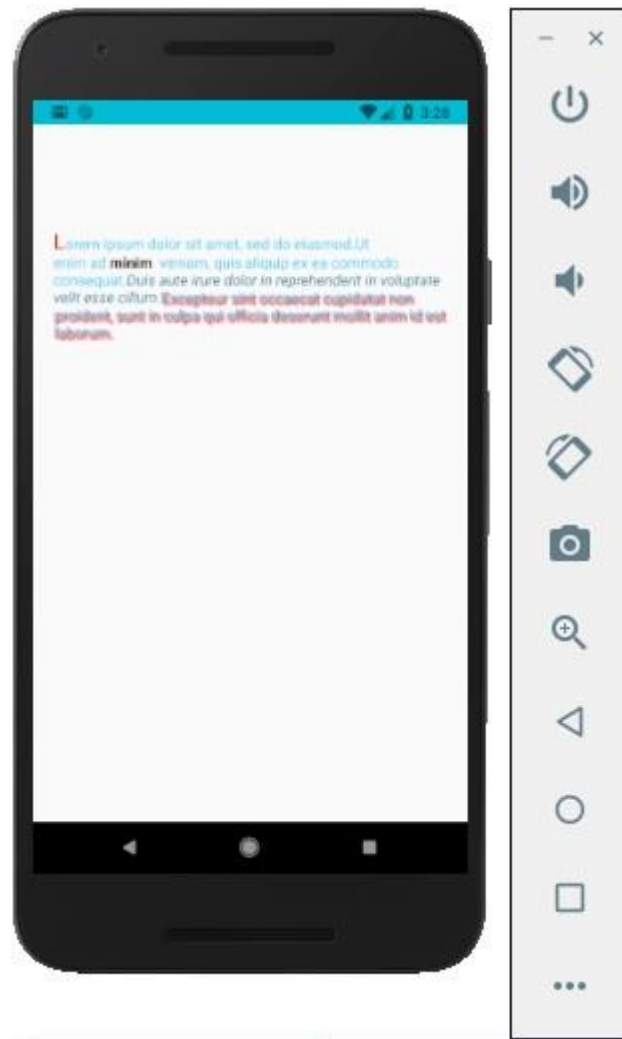 3:28
Lorem ipsum dolor sit amet, sed do eiusmod.Ut
enim ad minim veniam, quis aliquip ex ea commodo
consequat.Duis aute irure dolor in reprehenderit in voluptate
velit esse cillum.Excepteur sint occaecat cupidatat non
proident, sunt in culpa qui officia deserunt mollit anim id est
laborum.